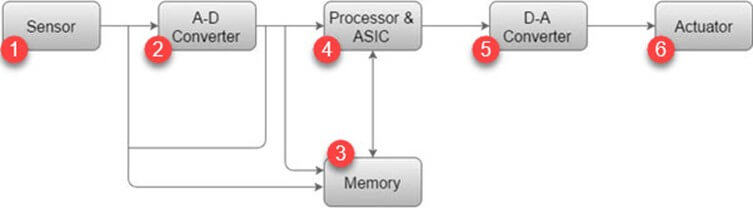 Sensor
1
A-D
Converter
2
Processor &
ASIC
4
D-A
Converter
5
Actuator
6
3
Memory